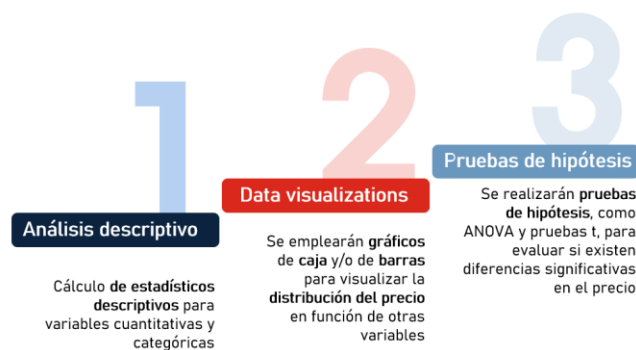 1
Análisis descriptivo
Cálculo de estadísticos
descriptivos para
variables cuantitativas y
categóricas
2
Data visualizations
Se emplearán gráficos
de caja y/o de barras
para visualizar la
distribución del precio
en función de otras
variables
3
Pruebas de hipótesis
Se realizarán pruebas
de hipótesis, como
ANOVA y pruebas t, para
evaluar si existen
diferencias significativas
en el precio